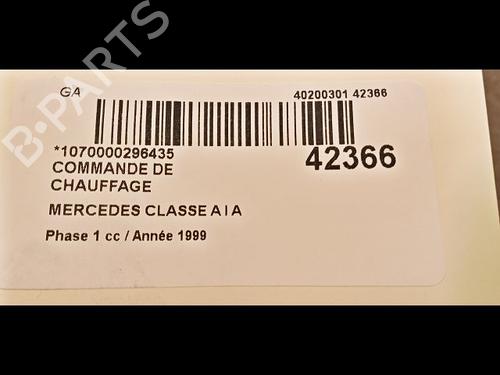 GA
40200301 42366
*1070000296435
42366
COMMANDE DE
CHAUFFAGE
MERCEDES CLASSE A I A
Phase 1 cc / Année 1999
B-PARTS